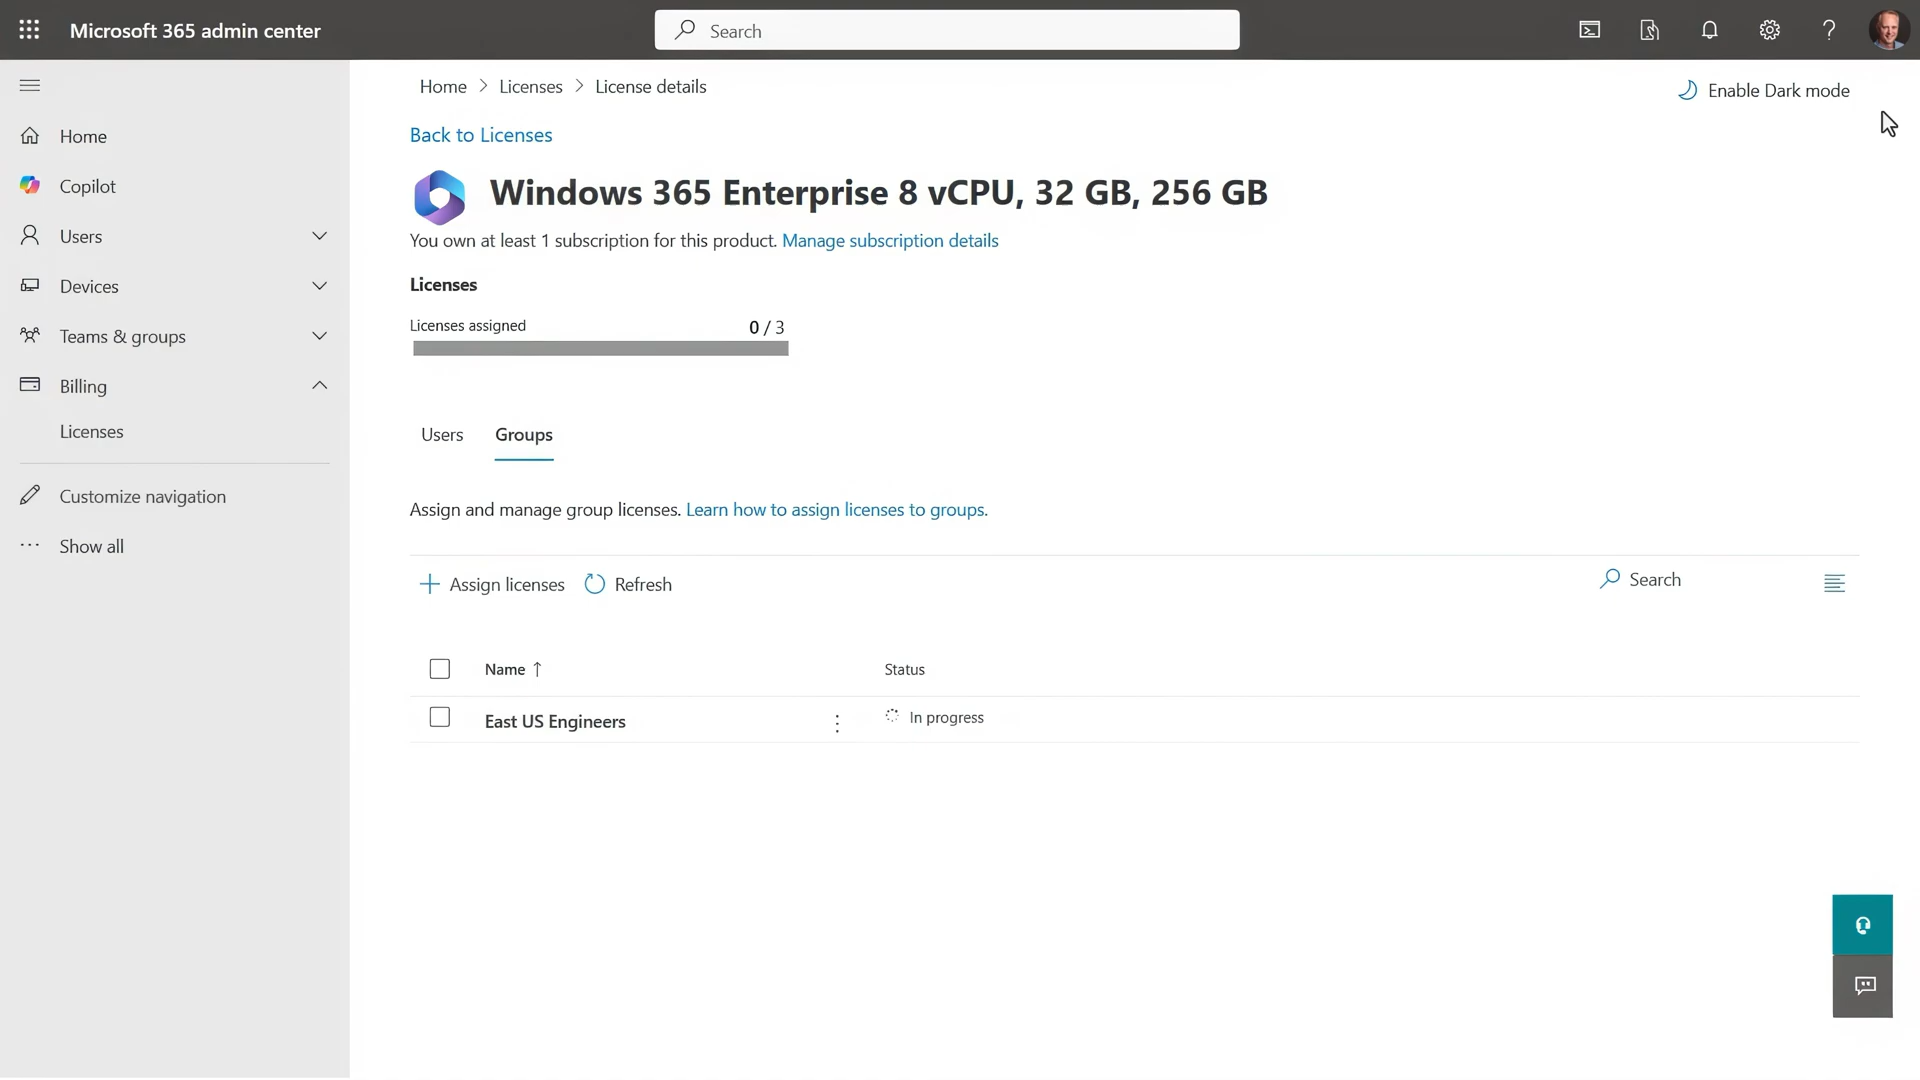 Microsoft 365 admin center
Search
Home > Licenses > License details
Enable Dark mode
Home
Copilot
Users
Devices
Teams & groups
Billing
Licenses
Customize navigation
Show all
Back to Licenses
Windows 365 Enterprise 8 vCPU, 32 GB, 256 GB
You own at least 1 subscription for this product. Manage subscription details
Licenses
Licenses assigned 0 / 3
Users Groups
Assign and manage group licenses. Learn how to assign licenses to groups.
Assign licenses Refresh Search
Name ↑ Status
East US Engineers In progress